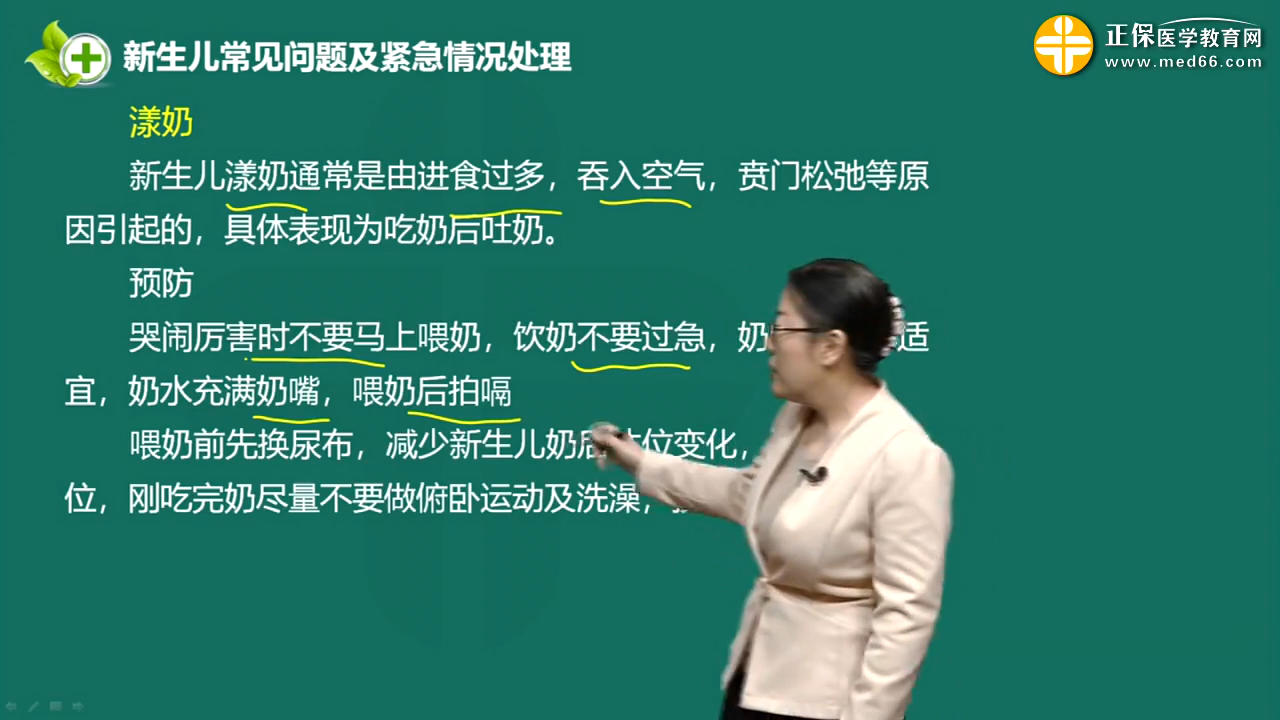 新生儿常见问题及紧急情况处理
正保医学教育网
www.med66.com
漾奶
新生儿漾奶通常是由进食过多，吞入空气，贲门松弛等原
因引起的，具体表现为吃奶后吐奶。
预防
哭闹厉害时不要马上喂奶，饮奶不要过急，奶 适
宜，奶水充满奶嘴，喂奶后拍嗝
喂奶前先换尿布，减少新生儿奶后 位变化，
位，刚吃完奶尽量不要做俯卧运动及洗澡，